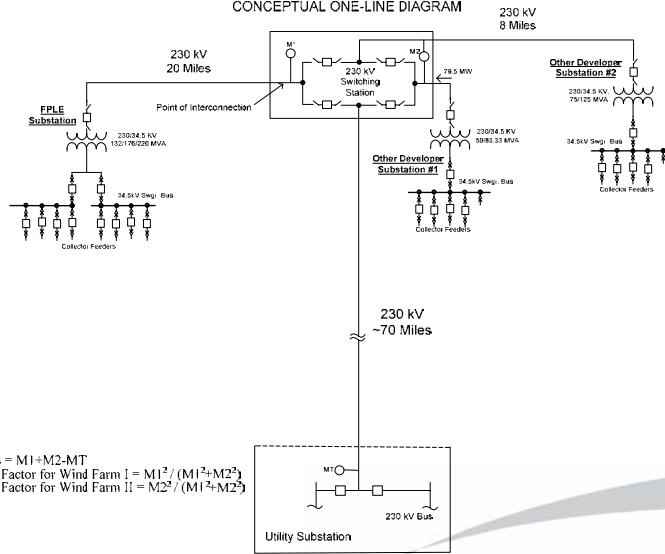 CONCEPTUAL ONE-LINE DIAGRAM
230 kV
8 Miles
230 kV
20 Miles
M1
M2
230 kV
Switching
Station
79.5 MW
Point of Interconnection
Other Developer
Substation #2
230/34.5 KV.
75/125 MVA
34.5kV Swgr. Bus
Collector Feeders
FPLE
Substation
230/34.5 KV
132/176/220 MVA
34.5kV Swgr. Bus
Collector Feeders
230/34.5 KV
50/83.33 MVA
Other Developer
Substation #1
34.5kV Swgr. Bus
Collector Feeders
230 kV
~70 Miles
= M1+M2-MT
Factor for Wind Farm I = M1² / (M1²+M2²)
Factor for Wind Farm II = M2² / (M1²+M2²)
MT
230 kV Bus
Utility Substation